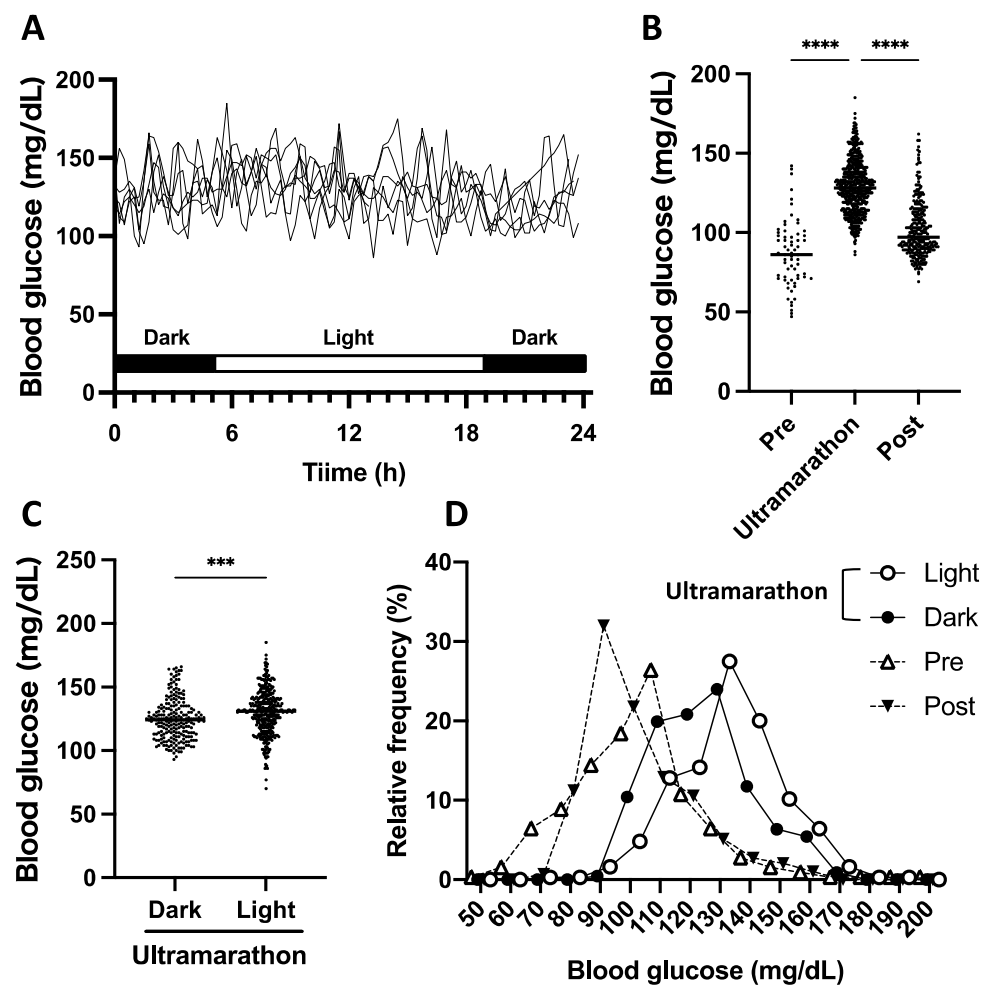 A
Blood glucose (mg/dL)
200
150
100
50
0
Dark Light Dark
0 6 12 18 24
Tiime (h)
B
**** ****
Blood glucose (mg/dL)
200
150
100
50
0
Pre
Ultramarathon
Post
C
***
Blood glucose (mg/dL)
250
200
150
100
50
0
Dark Light
Ultramarathon
D
Relative frequency (%)
40
30
20
10
0
Ultramarathon
Light
Dark
Pre
Post
50 60 70 80 90 100 110 120 130 140 150 160 170 180 190 200
Blood glucose (mg/dL)